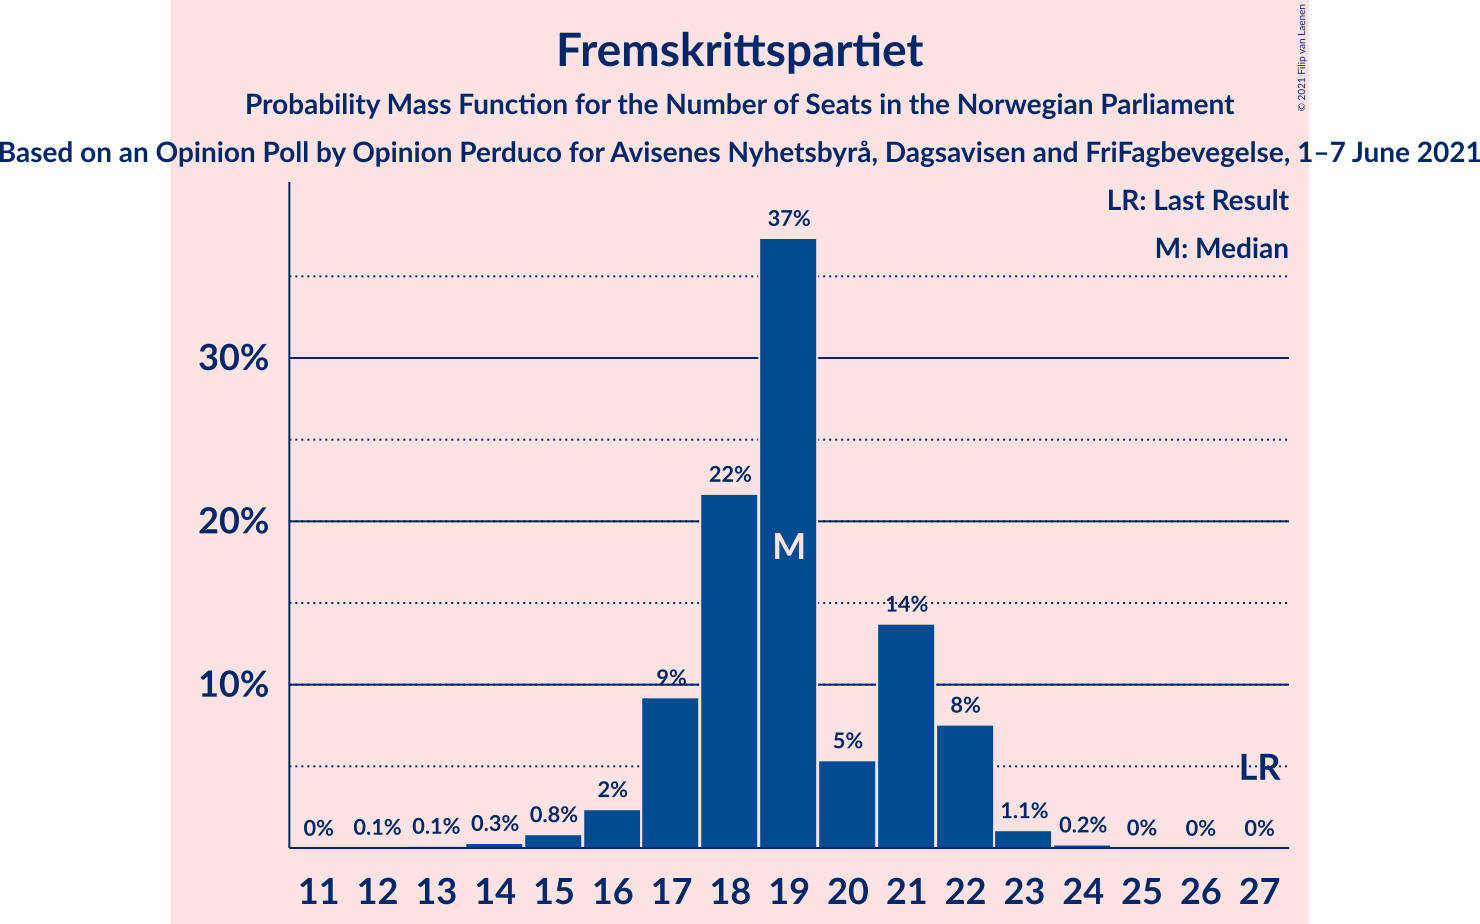 Fremskrittspartiet
Probability Mass Function for the Number of Seats in the Norwegian Parliament
Based on an Opinion Poll by Opinion Perduco for Avisenes Nyhetsbyrå, Dagsavisen and FriFagbevegelse, 1–7 June 2021
© 2021 Filip van Laenen
LR: Last Result
M: Median
37%
30%
22%
20%
M
14%
10%
9%
8%
5%
LR
2%
0%
0.1%
0.1%
0.3%
0.8%
1.1%
0.2%
0%
0%
0%
11 12 13 14 15 16 17 18 19 20 21 22 23 24 25 26 27